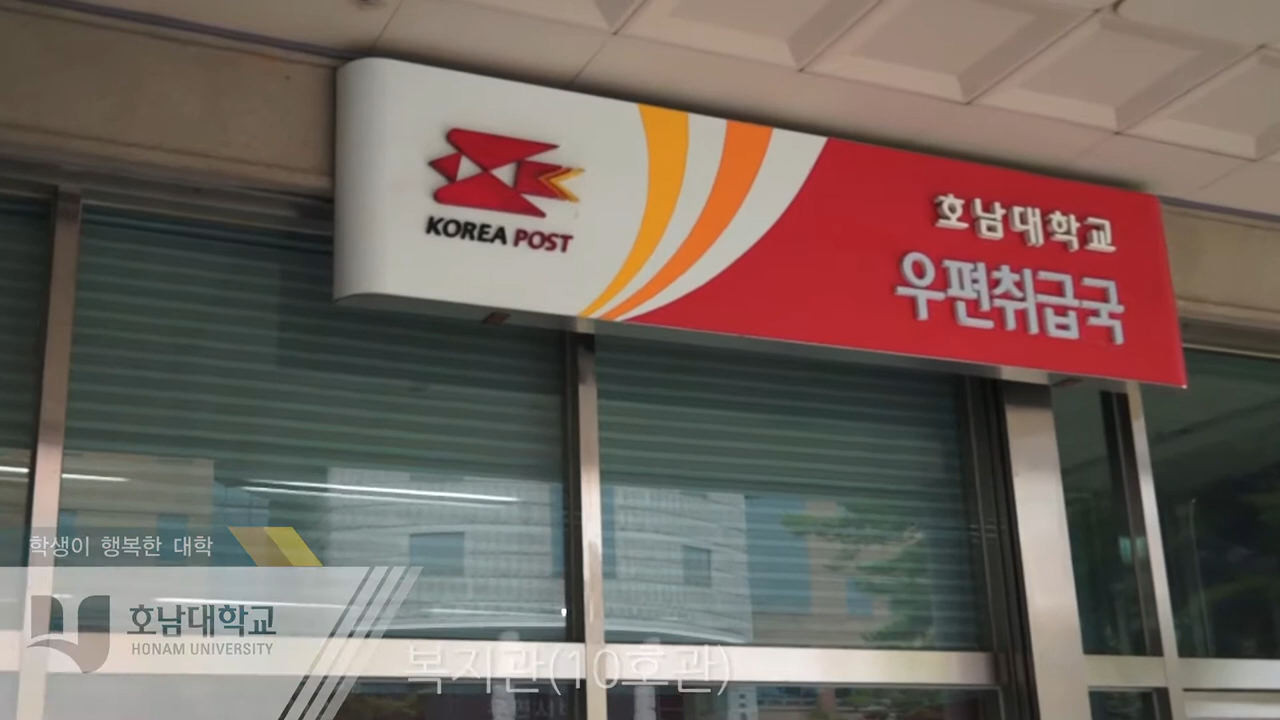 KOREA POST
호남대학교
우편취급국
학생이 행복한 대학
호남대학교
HONAM UNIVERSITY
복지관(10호관)